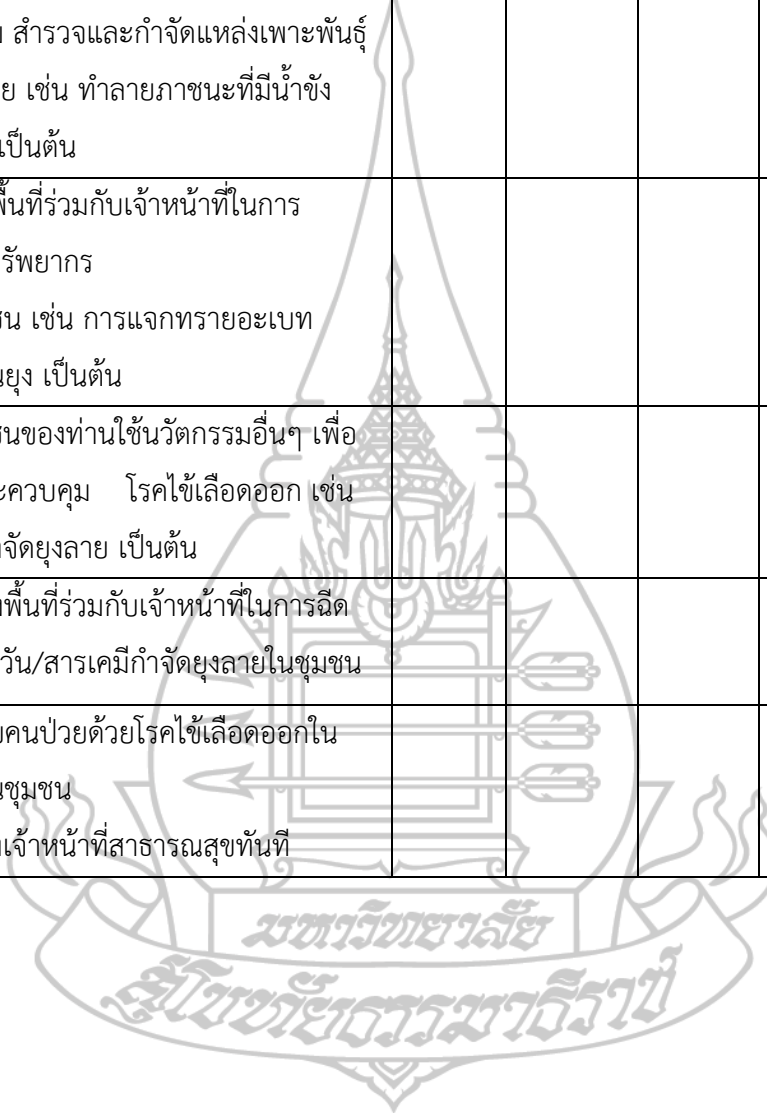 สำรวจและกำจัดแหล่งเพาะพันธุ์
เช่น ทำลายภาชนะที่มีน้ำขัง
เป็นต้น
พื้นที่ร่วมกับเจ้าหน้าที่ในการ
รัพยากร
เช่น การแจกทรายอะเบท
ยุง เป็นต้น
ชนของท่านใช้นวัตกรรมอื่นๆ เพื่อ
ะควบคุม โรคไข้เลือดออก เช่น
จัดยุงลาย เป็นต้น
พื้นที่ร่วมกับเจ้าหน้าที่ในการฉีด
วัน/สารเคมีกำจัดยุงลายในชุมชน
คนป่วยด้วยโรคไข้เลือดออกใน
ชุมชน
เจ้าหน้าที่สาธารณสุขทันที
มหาวิทยาลัย
สุโขทัยธรรมาธิราช